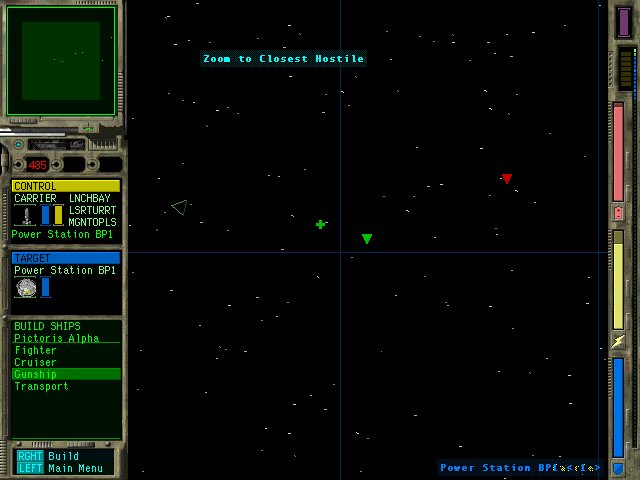 Zoom to Closest Hostile
485
CONTROL
CARRIER LNCHBAY
LSRTURRT
MGNTOPLS
Power Station BP1
TARGET
Power Station BP1
BUILD SHIPS
Pictoris Alpha
Fighter
Cruiser
Gunship
Transport
RGHT Build
LEFT Main Menu
Power Station